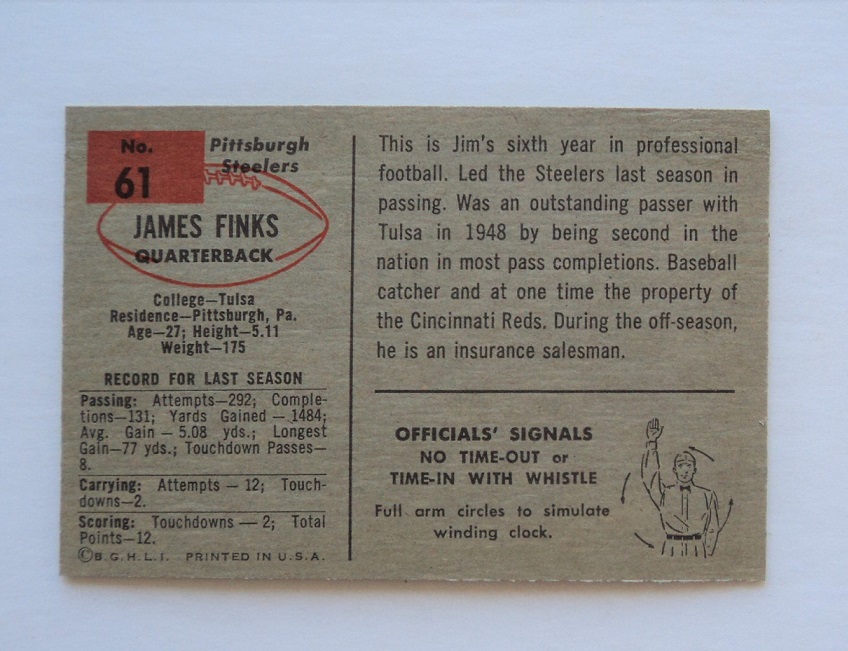 No.
61
Pittsburgh
Steelers
JAMES FINKS
QUARTERBACK
College—Tulsa
Residence—Pittsburgh, Pa.
Age—27; Height—5.11
Weight—175
RECORD FOR LAST SEASON
Passing: Attempts—292; Comple-
tions—131; Yards Gained — 1484;
Avg. Gain — 5.08 yds.; Longest
Gain—77 yds.; Touchdown Passes—
8.
Carrying: Attempts — 12; Touch-
downs—2.
Scoring: Touchdowns — 2; Total
Points—12.
©B.G.H.L.I. PRINTED IN U.S.A.
This is Jim's sixth year in professional
football. Led the Steelers last season in
passing. Was an outstanding passer with
Tulsa in 1948 by being second in the
nation in most pass completions. Baseball
catcher and at one time the property of
the Cincinnati Reds. During the off-season,
he is an insurance salesman.
OFFICIALS' SIGNALS
NO TIME-OUT or
TIME-IN WITH WHISTLE
Full arm circles to simulate
winding clock.